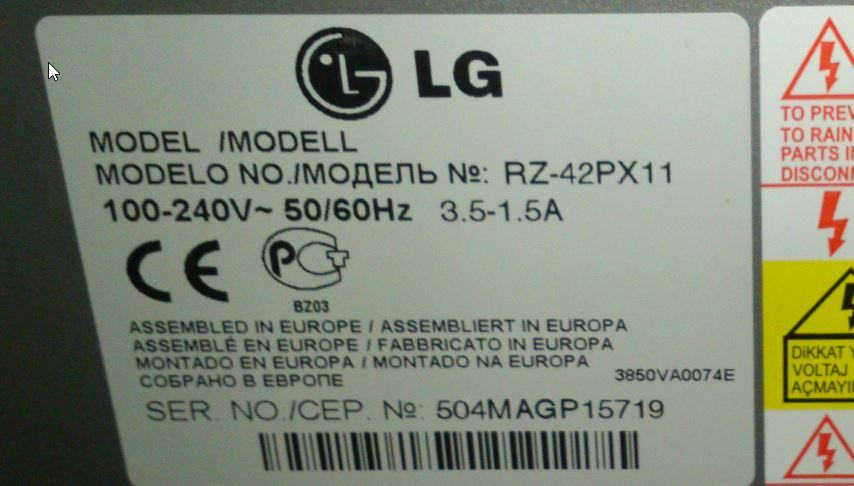 LG
MODEL /MODELL
MODELO NO./МОДЕЛЬ №: RZ-42PX11
100-240V~ 50/60Hz 3.5-1.5A
CE PCT
BZ03
ASSEMBLED IN EUROPE / ASSEMBLIERT IN EUROPA
ASSEMBLÉ EN EUROPE / FABBRICATO IN EUROPA
MONTADO EN EUROPA / MONTADO NA EUROPA
СОБРАНО В ЕВРОПЕ
3850VA0074E
SER. NO./СЕР. №: 504MAGP15719
TO PREV
TO RAIN
PARTS IN
DISCONN
DiKKAT Y
VOLTAJ
AÇMAYI